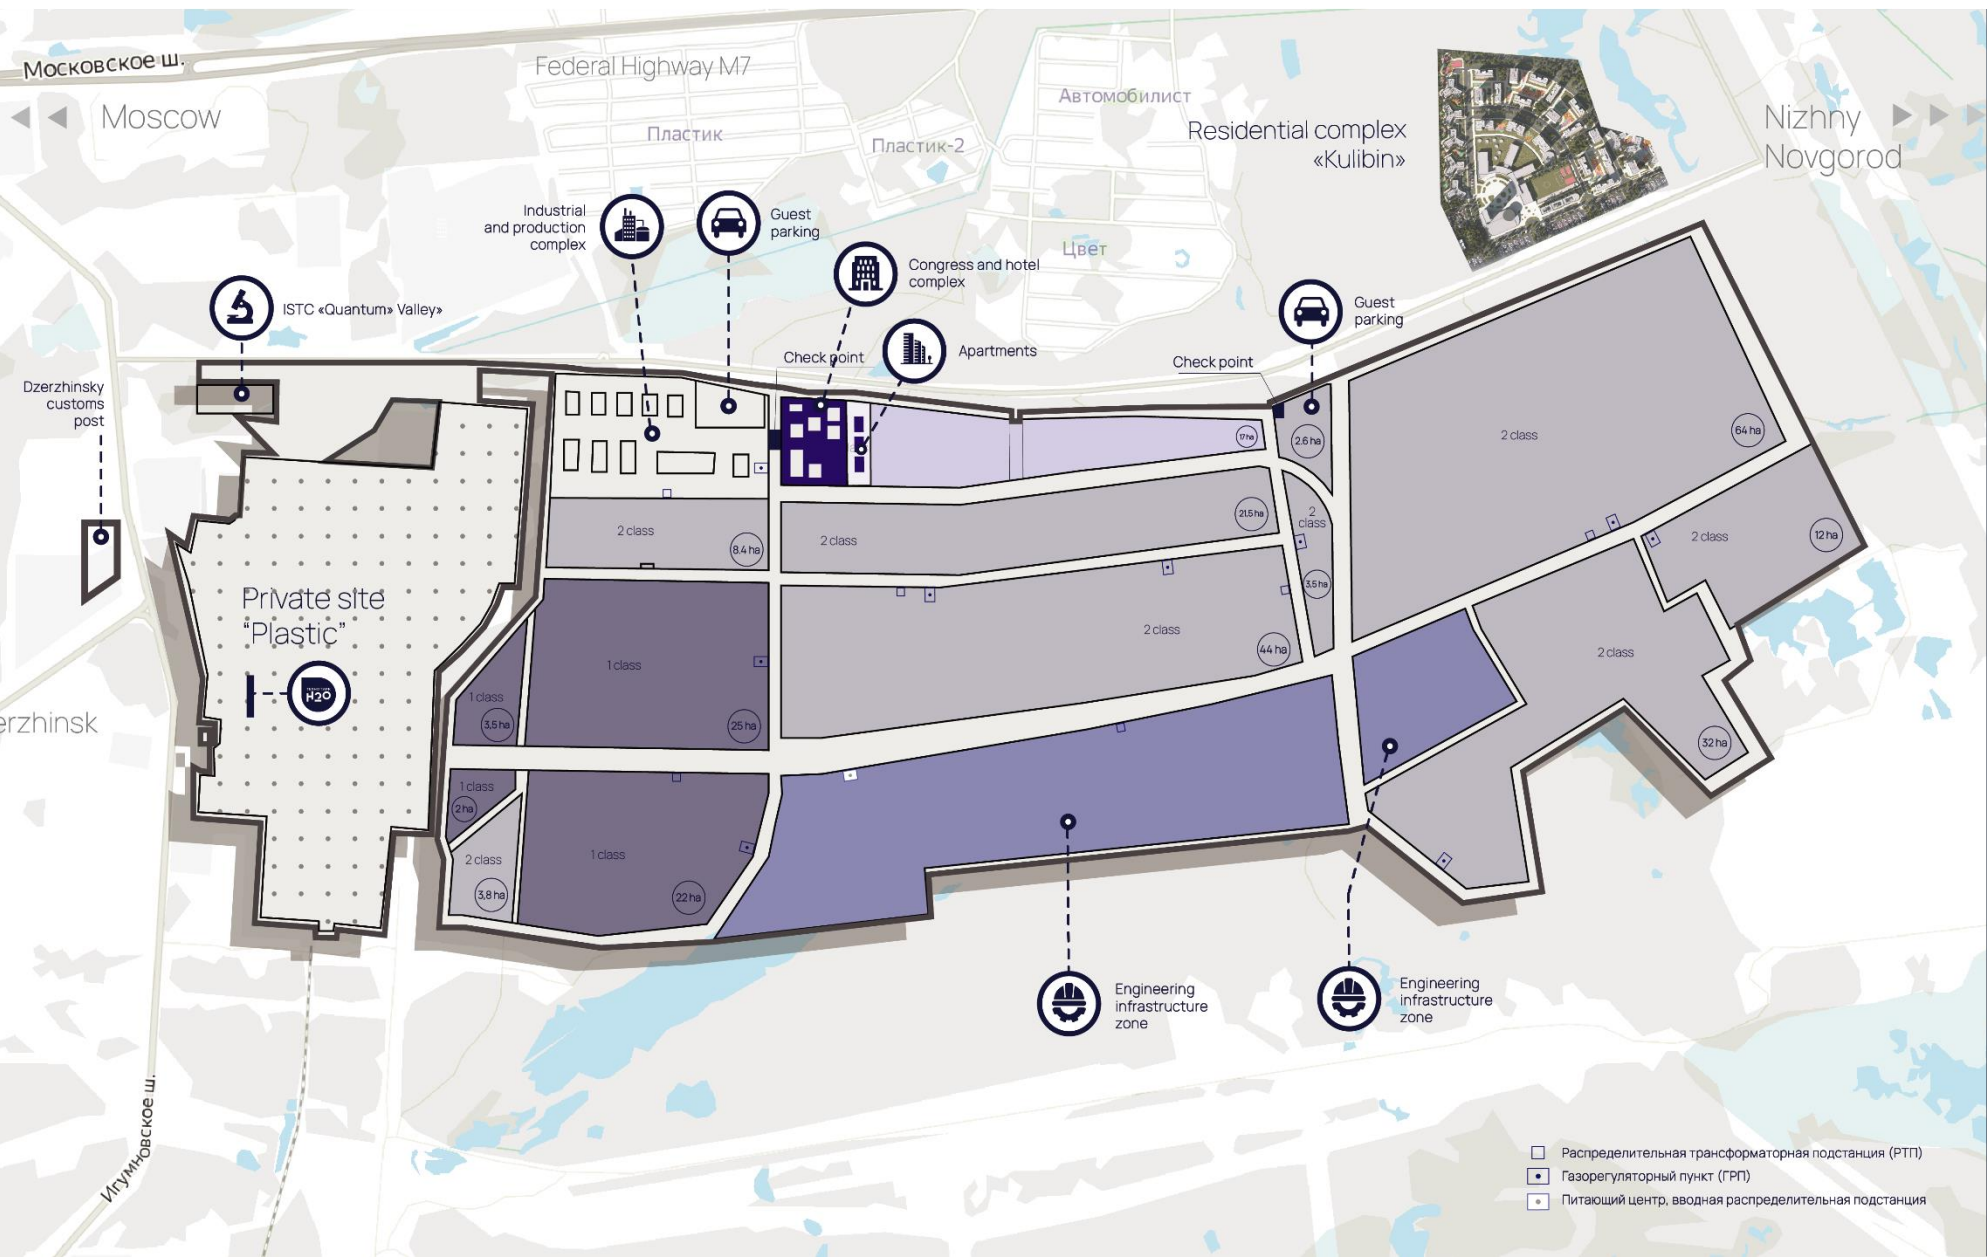 Московское ш.
Moscow
Federal Highway M7
Пластик
Пластик-2
Автомобилист
Цвет
Residential complex
«Kulibin»
Nizhny
Novgorod
Industrial
and production
complex
Guest
parking
Congress and hotel
complex
Apartments
Check point
Guest
parking
Check point
ISTC «Quantum» Valley»
Dzerzhinsky
customs
post
17 ha
2.6 ha
2 class
64 ha
2 class
8.4 ha
2 class
21,5 ha
2
class
3,5 ha
2 class
12 ha
Private site
“Plastic”
H2O
1 class
25 ha
1 class
3,5 ha
2 class
44 ha
2 class
32 ha
erzhinsk
1 class
2 ha
2 class
3,8 ha
1 class
22 ha
Engineering
infrastructure
zone
Engineering
infrastructure
zone
Игумновское ш.
Распределительная трансформаторная подстанция (РТП)
Газорегуляторный пункт (ГРП)
Питающий центр, вводная распределительная подстанция